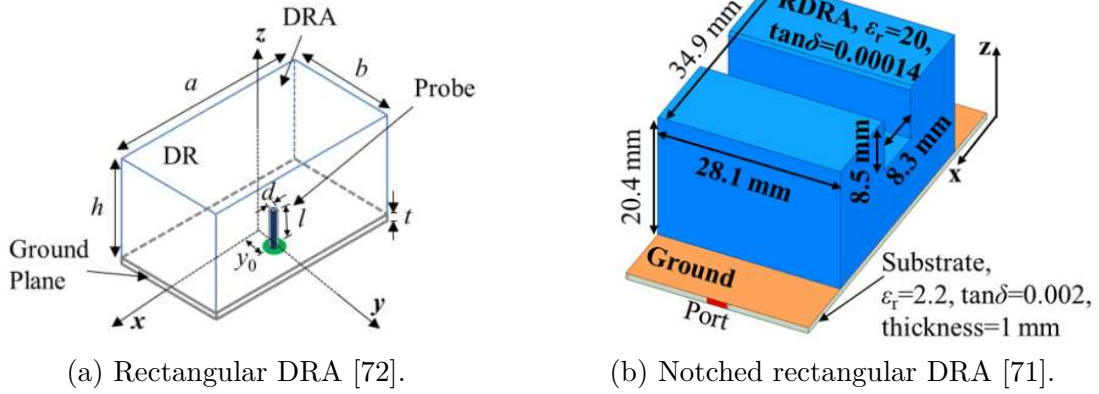 DRA
z
a
b
Probe
DR
d
h
l
t
y₀
Ground
Plane
x
y
(a) Rectangular DRA [72].
RDRA, εᵣ=20,
tanδ=0.00014
34.9 mm
z
20.4 mm
28.1 mm
8.5 mm
8.3 mm
x
Ground
Port
Substrate,
εᵣ=2.2, tanδ=0.002,
thickness=1 mm
(b) Notched rectangular DRA [71].